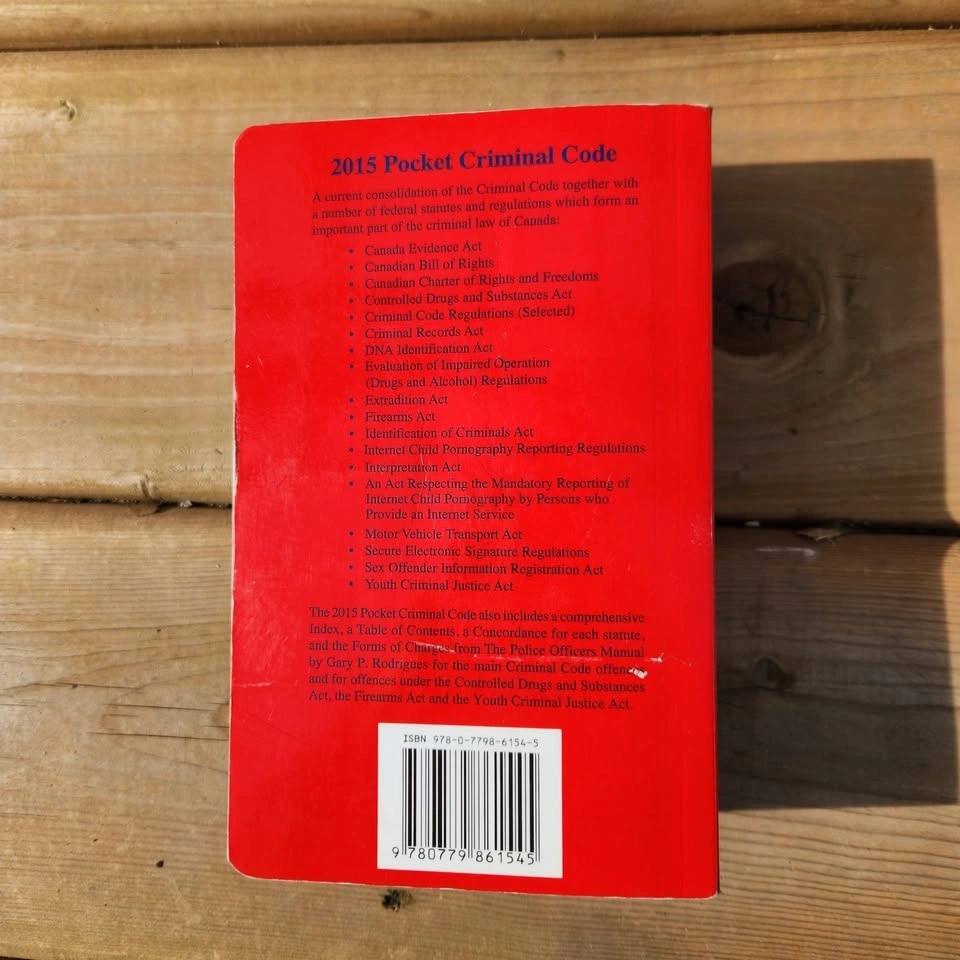 2015 Pocket Criminal Code
A current consolidation of the Criminal Code together with
a number of federal statutes and regulations which form an
important part of the criminal law of Canada:
• Canada Evidence Act
• Canadian Bill of Rights
• Canadian Charter of Rights and Freedoms
• Controlled Drugs and Substances Act
• Criminal Code Regulations (Selected)
• Criminal Records Act
• DNA Identification Act
• Evaluation of Impaired Operation
(Drugs and Alcohol) Regulations
• Extradition Act
• Firearms Act
• Identification of Criminals Act
• Internet Child Pornography Reporting Regulations
• Interpretation Act
• An Act Respecting the Mandatory Reporting of
Internet Child Pornography by Persons who
Provide an Internet Service
• Motor Vehicle Transport Act
• Secure Electronic Signature Regulations
• Sex Offender Information Registration Act
• Youth Criminal Justice Act
The 2015 Pocket Criminal Code also includes a comprehensive
Index, a Table of Contents, a Concordance for each statute,
and the Forms of Charges from The Police Officers Manual
by Gary P. Rodrigues for the main Criminal Code offences
and for offences under the Controlled Drugs and Substances
Act, the Firearms Act and the Youth Criminal Justice Act.
ISBN 978-0-7798-6154-5
9 780779 861545